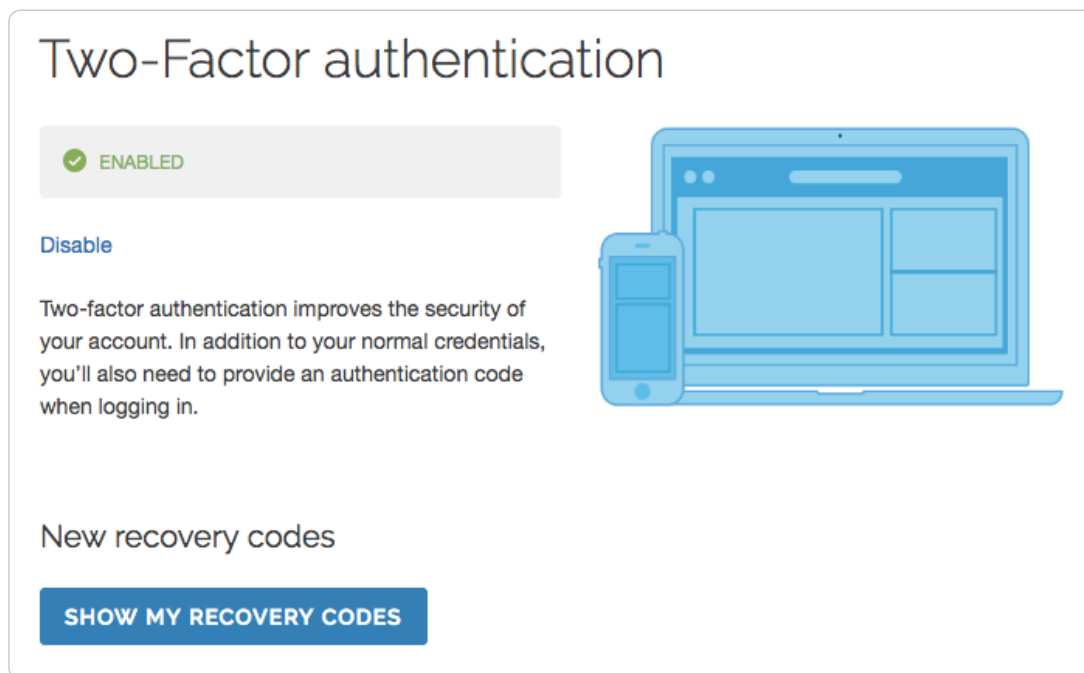 Two-Factor authentication
ENABLED
Disable
Two-factor authentication improves the security of
your account. In addition to your normal credentials,
you’ll also need to provide an authentication code
when logging in.
New recovery codes
SHOW MY RECOVERY CODES